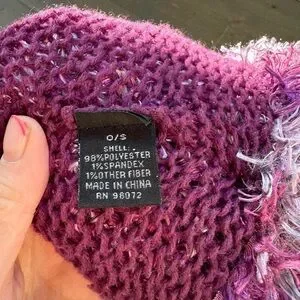 O/S
SHELL:
98%POLYESTER
1%SPANDEX
1%OTHER FIBER
MADE IN CHINA
RN 98972